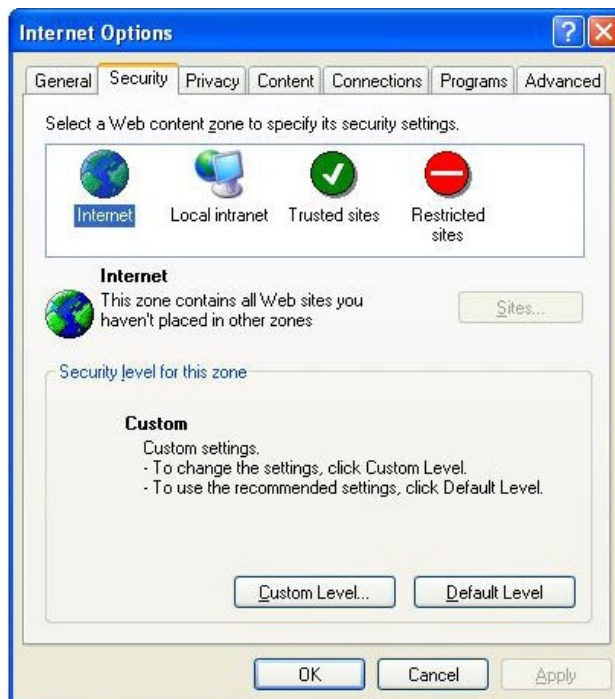 Internet Options
General Security Privacy Content Connections Programs Advanced
Select a Web content zone to specify its security settings.
Internet Local intranet Trusted sites Restricted sites
Internet
This zone contains all Web sites you
haven't placed in other zones
Sites...
Security level for this zone
Custom
Custom settings.
- To change the settings, click Custom Level.
- To use the recommended settings, click Default Level.
Custom Level... Default Level
OK Cancel Apply